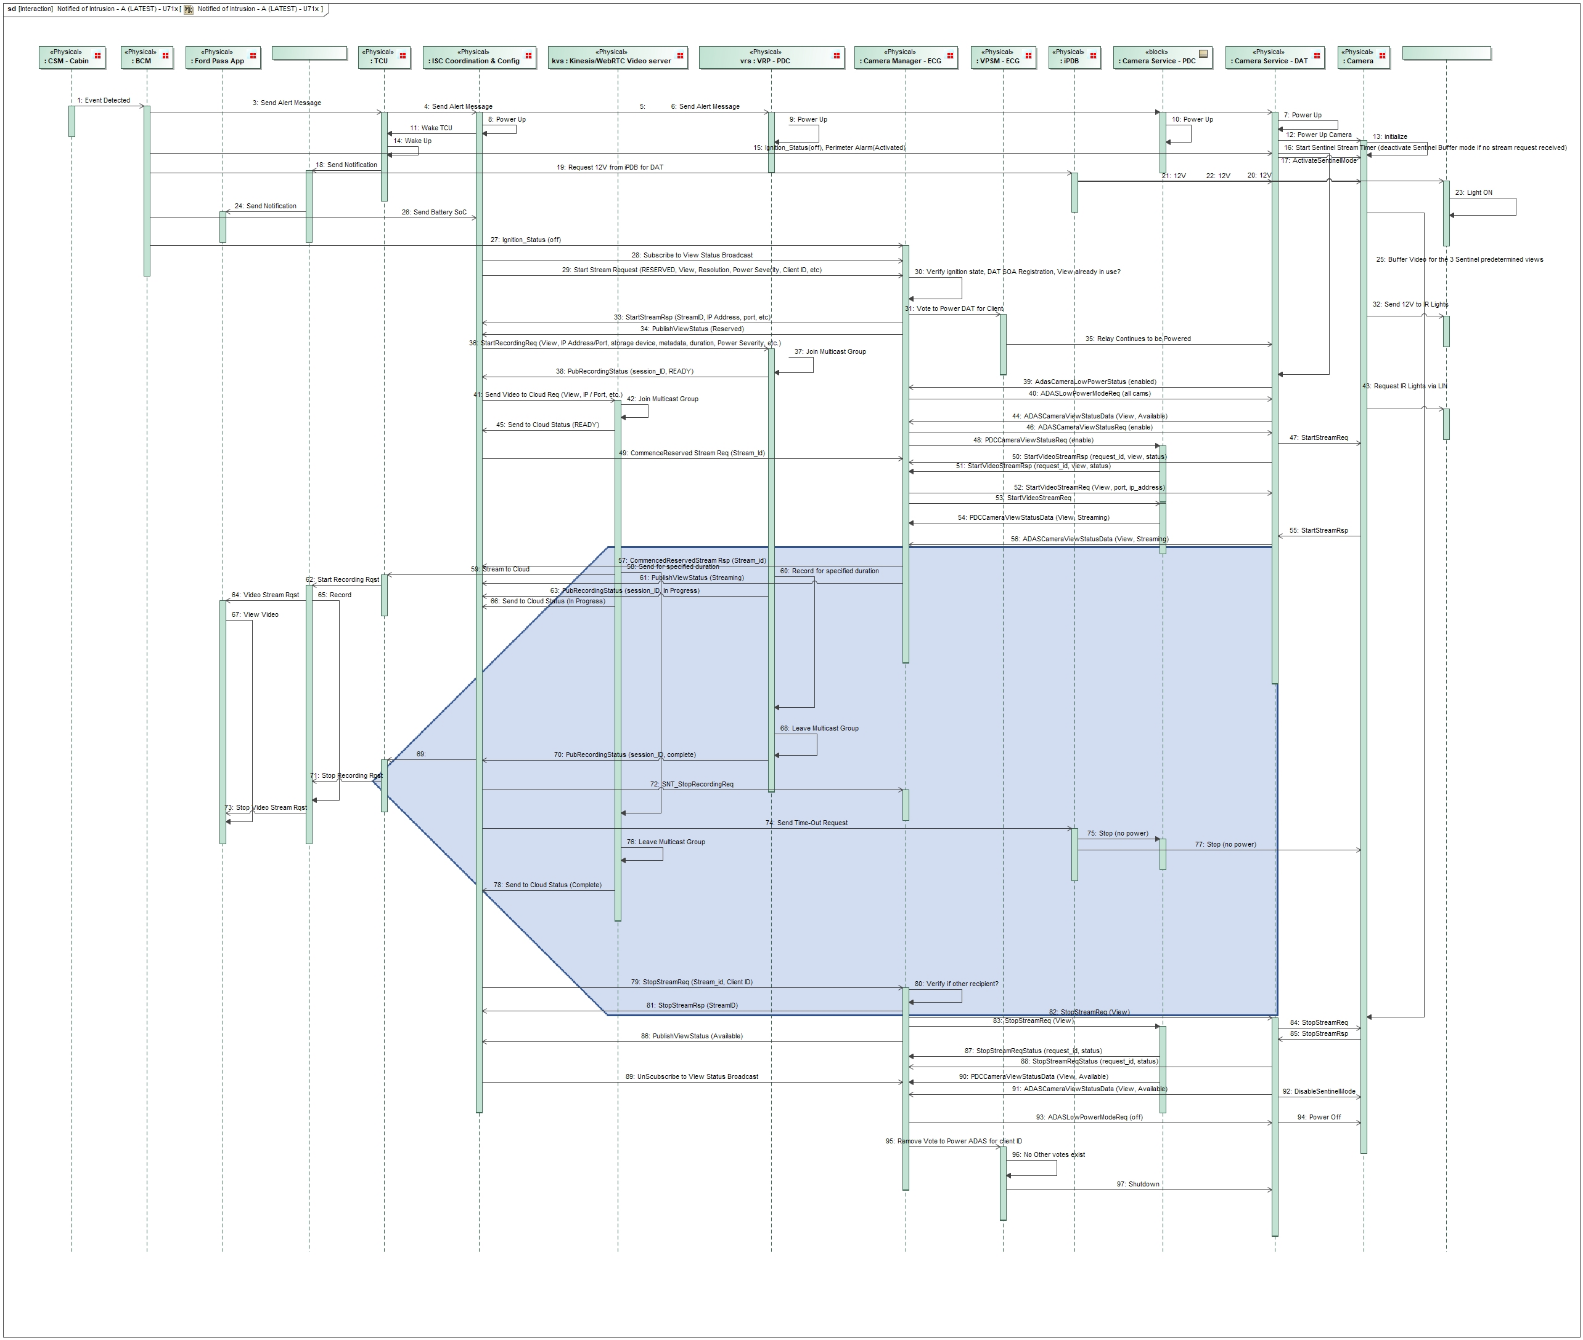 sd [Interaction] Notified of Intrusion - A (LATEST) - U71x [ Notified of Intrusion - A (LATEST) - U71x ]
«Physical»
: CSM - Cabin
«Physical»
: BCM
«Physical»
: Ford Pass App
«Physical»
: TCU
«Physical»
: ISC Coordination & Config
«Physical»
kvs : Kinesis/WebRTC Video server
«Physical»
vrs : VRP - PDC
«Physical»
: Camera Manager - ECG
«Physical»
: VPSM - ECG
«Physical»
: iPDB
«block»
: Camera Service - PDC
«Physical»
: Camera Service - DAT
«Physical»
: Camera
1: Event Detected
3: Send Alert Message
4: Send Alert Message
5:
6: Send Alert Message
7: Power Up
8: Power Up
9: Power Up
10: Power Up
11: Wake TCU
12: Power Up Camera
13: initialize
14: Wake Up
15: Ignition_Status(off), Perimeter Alarm(Activated)
16: Start Sentinel Stream Timer (deactivate Sentinel Buffer mode if no stream request received)
17: ActivateSentinelMode
18: Send Notification
19: Request 12V from iPDB for DAT
21: 12V
22: 12V
20: 12V
23: Light ON
24: Send Notification
26: Send Battery SoC
27: Ignition_Status (off)
28: Subscribe to View Status Broadcast
25: Buffer Video for the 3 Sentinel predetermined views
29: Start Stream Request (RESERVED, View, Resolution, Power Severity, Client ID, etc)
30: Verify ignition state, DAT SOA Registration, View already in use?
31: Vote to Power DAT for Client
32: Send 12V to IR Lights
33: StartStreamRsp (StreamID, IP Address, port, etc)
34: PublishViewStatus (Reserved)
35: Relay Continues to be Powered
36: StartRecordingReq (View, IP Address/Port, storage device, metadata, duration, Power Severity, etc.)
37: Join Multicast Group
38: PubRecordingStatus (session_ID, READY)
39: AdasCameraLowPowerStatus (enabled)
43: Request IR Lights via LIN
40: ADASLowPowerModeReq (all cams)
41: Send Video to Cloud Req (View, IP / Port, etc.)
42: Join Multicast Group
44: ADASCameraViewStatusData (View, Available)
45: Send to Cloud Status (READY)
46: ADASCameraViewStatusReq (enable)
47: StartStreamReq
48: PDCCameraViewStatusReq (enable)
49: CommenceReserved Stream Req (Stream_Id)
50: StartVideoStreamRsp (request_id, view, status)
51: StartVideoStreamRsp (request_id, view, status)
52: StartVideoStreamReq (View, port, ip_address)
53: StartVideoStreamReq
54: PDCCameraViewStatusData (View, Streaming)
55: StartStreamRsp
56: ADASCameraViewStatusData (View, Streaming)
57: CommencedReservedStream Rsp (Stream_id)
58: Send for specified duration
59: Stream to Cloud
60: Record for specified duration
61: PublishViewStatus (Streaming)
62: Start Recording Rqst
63: PubRecordingStatus (session_ID, In Progress)
64: Video Stream Rqst
65: Record
66: Send to Cloud Status (In Progress)
67: View Video
68: Leave Multicast Group
69:
70: PubRecordingStatus (session_ID, complete)
71: Stop Recording Rqst
72: SNT_StopRecordingReq
73: Stop Video Stream Rqst
74: Send Time-Out Request
75: Stop (no power)
76: Leave Multicast Group
77: Stop (no power)
78: Send to Cloud Status (Complete)
79: StopStreamReq (Stream_id, Client ID)
80: Verify if other recipient?
81: StopStreamRsp (StreamID)
82: StopStreamReq (View)
83: StopStreamReq (View)
84: StopStreamReq
85: StopStreamRsp
86: PublishViewStatus (Available)
87: StopStreamReqStatus (request_id, status)
88: StopStreamReqStatus (request_id, status)
89: UnScubscribe to View Status Broadcast
90: PDCCameraViewStatusData (View, Available)
91: ADASCameraViewStatusData (View, Available)
92: DisableSentinelMode
93: ADASLowPowerModeReq (off)
94: Power Off
95: Remove Vote to Power ADAS for client ID
96: No Other votes exist
97: Shutdown